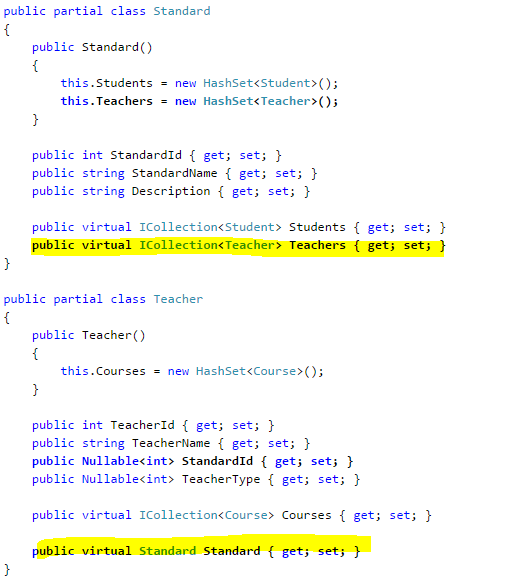 public partial class Standard
{
    public Standard()
    {
        this.Students = new HashSet<Student>();
        this.Teachers = new HashSet<Teacher>();
    }

    public int StandardId { get; set; }
    public string StandardName { get; set; }
    public string Description { get; set; }

    public virtual ICollection<Student> Students { get; set; }
    public virtual ICollection<Teacher> Teachers { get; set; }
}

public partial class Teacher
{
    public Teacher()
    {
        this.Courses = new HashSet<Course>();
    }

    public int TeacherId { get; set; }
    public string TeacherName { get; set; }
    public Nullable<int> StandardId { get; set; }
    public Nullable<int> TeacherType { get; set; }

    public virtual ICollection<Course> Courses { get; set; }

    public virtual Standard Standard { get; set; }
}